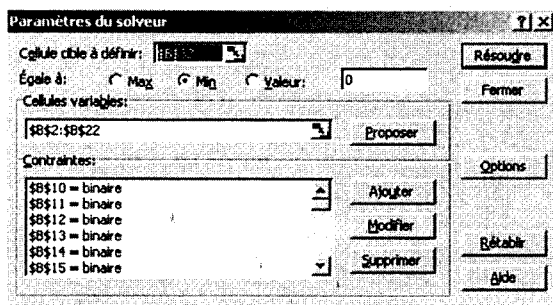 Paramètres du solveur
Cellule cible à définir:
Résoudre
Égale à: Max Min Valeur: 0
Fermer
Cellules variables:
$B$2:$B$22
Proposer
Contraintes:
Options
$B$10 = binaire
$B$11 = binaire
$B$12 = binaire
$B$13 = binaire
$B$14 = binaire
$B$15 = binaire
Ajouter
Modifier
Supprimer
Rétablir
Aide